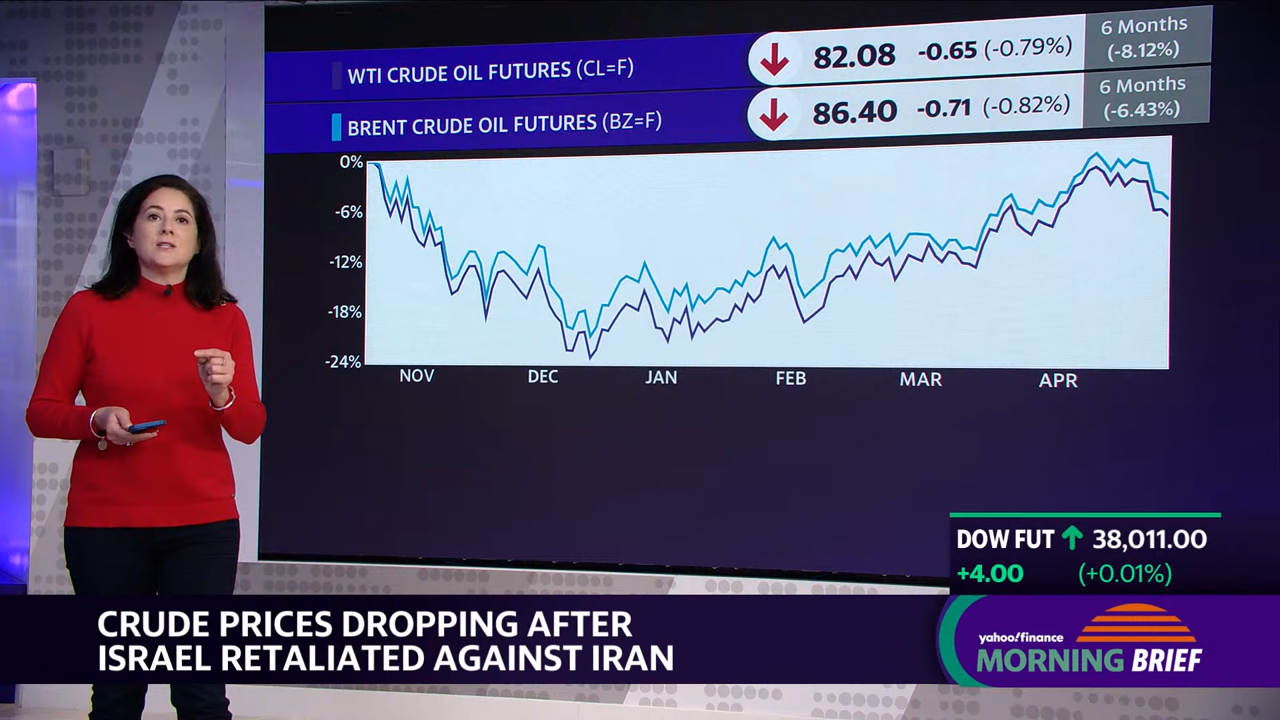 WTI CRUDE OIL FUTURES (CL=F) 82.08 -0.65 (-0.79%) 6 Months
(-8.12%)
BRENT CRUDE OIL FUTURES (BZ=F) 86.40 -0.71 (-0.82%) 6 Months
(-6.43%)
0%
-6%
-12%
-18%
-24%
NOV DEC JAN FEB MAR APR
DOW FUT 38,011.00
+4.00 (+0.01%)
CRUDE PRICES DROPPING AFTER
ISRAEL RETALIATED AGAINST IRAN
yahoo!finance
MORNING BRIEF